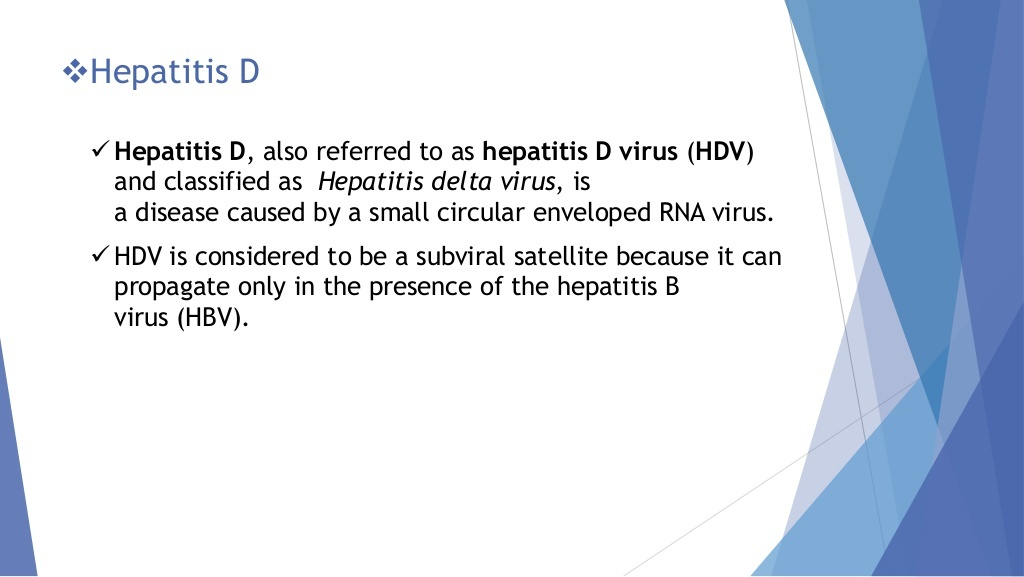 ❖Hepatitis D
✓Hepatitis D, also referred to as hepatitis D virus (HDV)
and classified as Hepatitis delta virus, is
a disease caused by a small circular enveloped RNA virus.
✓HDV is considered to be a subviral satellite because it can
propagate only in the presence of the hepatitis B
virus (HBV).